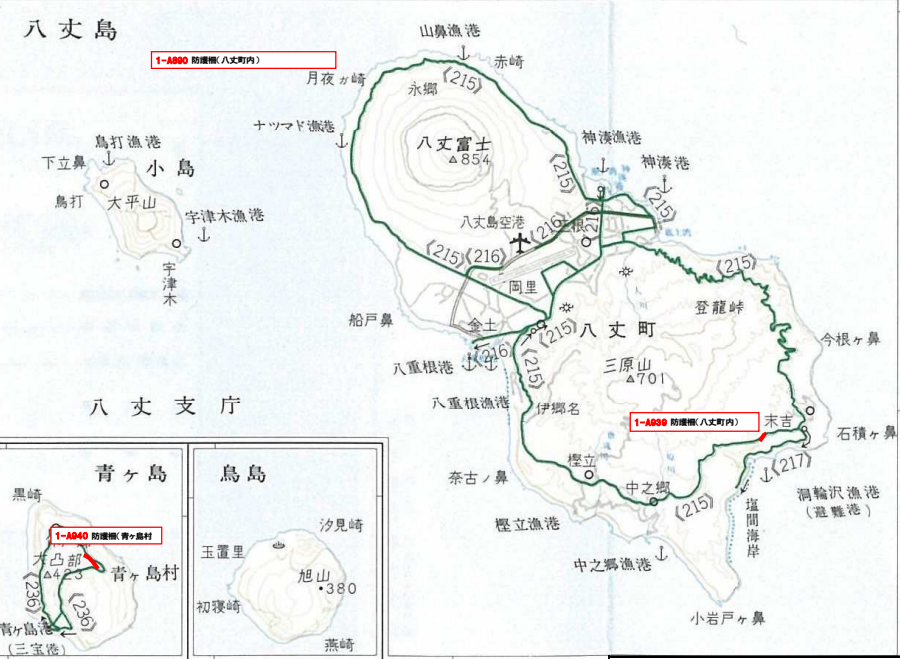 八丈島
1-A890 防護柵(八丈町内)
山鼻漁港
赤崎
月夜ヶ崎
《215》
永郷
ナツマド漁港
八丈富士
△854
神湊漁港
神湊港
鳥打漁港
下立鼻
小島
鳥打
大平山
宇津木漁港
宇津木
《215》
《215》
八丈島空港
《216》
216
三根
《215》
《216》
《215》
岡里
登龍峠
船戸鼻
金土
《215》
八丈町
今根ヶ鼻
《216》
八重根港
《215》
三原山
△701
八重根漁港
伊郷名
1-A939 防護柵(八丈町内)
末吉
石積ヶ鼻
八丈支庁
樫立
《217》
奈古ノ鼻
中之郷
《215》
洞輪沢漁港
(避難港)
樫立漁港
塩間海岸
中之郷漁港
小岩戸ヶ鼻
青ヶ島
黒崎
1-A940 防護柵(青ヶ島村)
大凸部
△423
青ヶ島村
《236》
《236》
青ヶ島港
(三宝港)
鳥島
汐見崎
玉置里
旭山
・380
初寝崎
燕崎